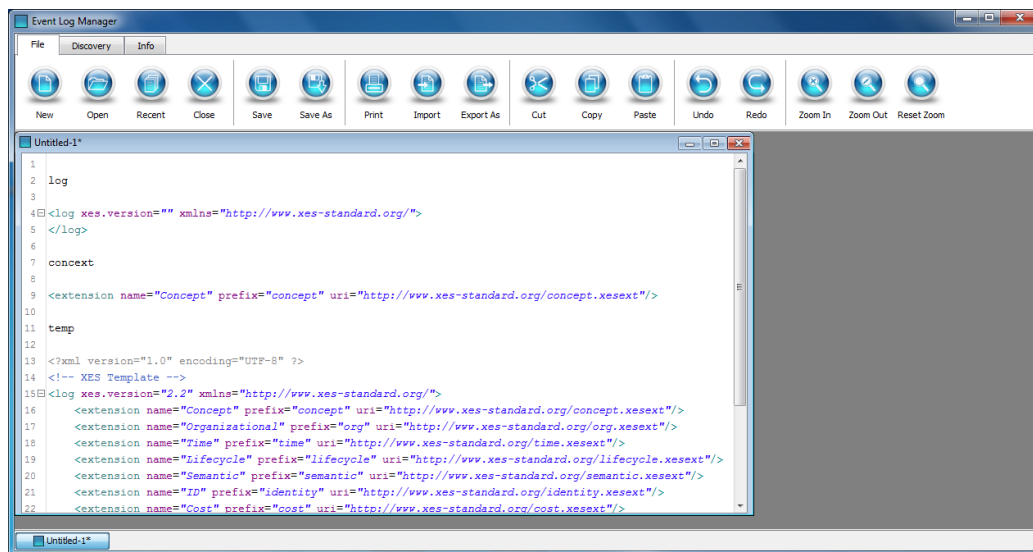 Event Log Manager
File Discovery Info
New Open Recent Close Save Save As Print Import Export As Cut Copy Paste Undo Redo Zoom In Zoom Out Reset Zoom
Untitled-1*
1
2 log
3
4 <log xes.version="" xmlns="http://www.xes-standard.org/">
5 </log>
6
7 concext
8
9 <extension name="Concept" prefix="concept" uri="http://www.xes-standard.org/concept.xesext"/>
10
11 temp
12
13 <?xml version="1.0" encoding="UTF-8" ?>
14 <!-- XES Template -->
15 <log xes.version="2.2" xmlns="http://www.xes-standard.org/">
16 <extension name="Concept" prefix="concept" uri="http://www.xes-standard.org/concept.xesext"/>
17 <extension name="Organizational" prefix="org" uri="http://www.xes-standard.org/org.xesext"/>
18 <extension name="Time" prefix="time" uri="http://www.xes-standard.org/time.xesext"/>
19 <extension name="Lifecycle" prefix="lifecycle" uri="http://www.xes-standard.org/lifecycle.xesext"/>
20 <extension name="Semantic" prefix="semantic" uri="http://www.xes-standard.org/semantic.xesext"/>
21 <extension name="ID" prefix="identity" uri="http://www.xes-standard.org/identity.xesext"/>
22 <extension name="Cost" prefix="cost" uri="http://www.xes-standard.org/cost.xesext"/>
Untitled-1*